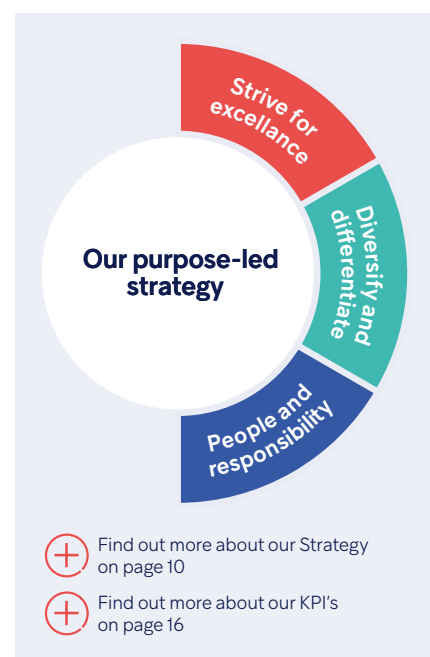 Strive for
excellance
Diversify and
differentiate
Our purpose-led
strategy
People and
responsibility
Find out more about our Strategy
on page 10
Find out more about our KPI's
on page 16